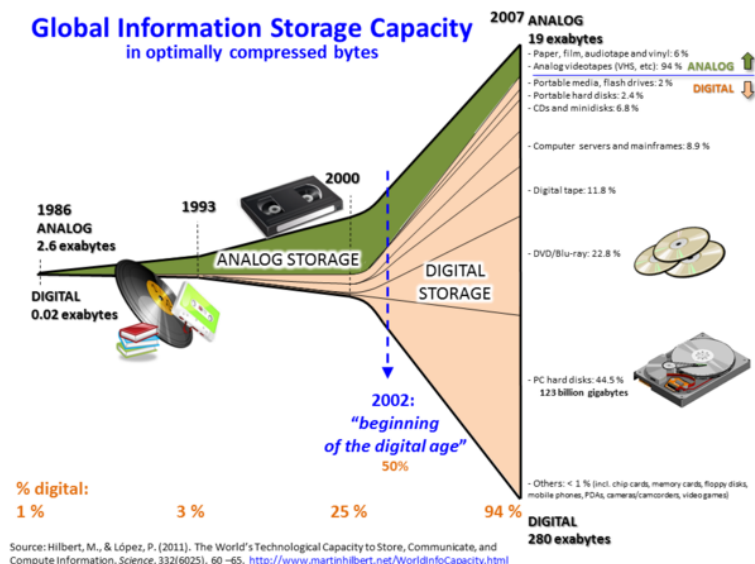 Global Information Storage Capacity
in optimally compressed bytes
2007
ANALOG
19 exabytes
- Paper, film, audiotape and vinyl: 6 %
- Analog videotapes (VHS, etc): 94 %
ANALOG
- Portable media, flash drives: 2 %
DIGITAL
- Portable hard disks: 2.4 %
- CDs and minidisks: 6.8 %
- Computer servers and mainframes: 8.9 %
- Digital tape: 11.8 %
- DVD/Blu-ray: 22.8 %
- PC hard disks: 44.5 %
123 billion gigabytes
- Others: < 1 % (incl. chip cards, memory cards, floppy disks,
mobile phones, PDAs, cameras/camcorders, video games)
DIGITAL
280 exabytes
1986
ANALOG
2.6 exabytes
DIGITAL
0.02 exabytes
1993
2000
ANALOG STORAGE
DIGITAL
STORAGE
2002:
"beginning
of the digital age"
50%
% digital:
1 %
3 %
25 %
94 %
Source: Hilbert, M., & López, P. (2011). The World's Technological Capacity to Store, Communicate, and
Compute Information. Science, 332(6025), 60 –65. http://www.martinhilbert.net/WorldInfoCapacity.html